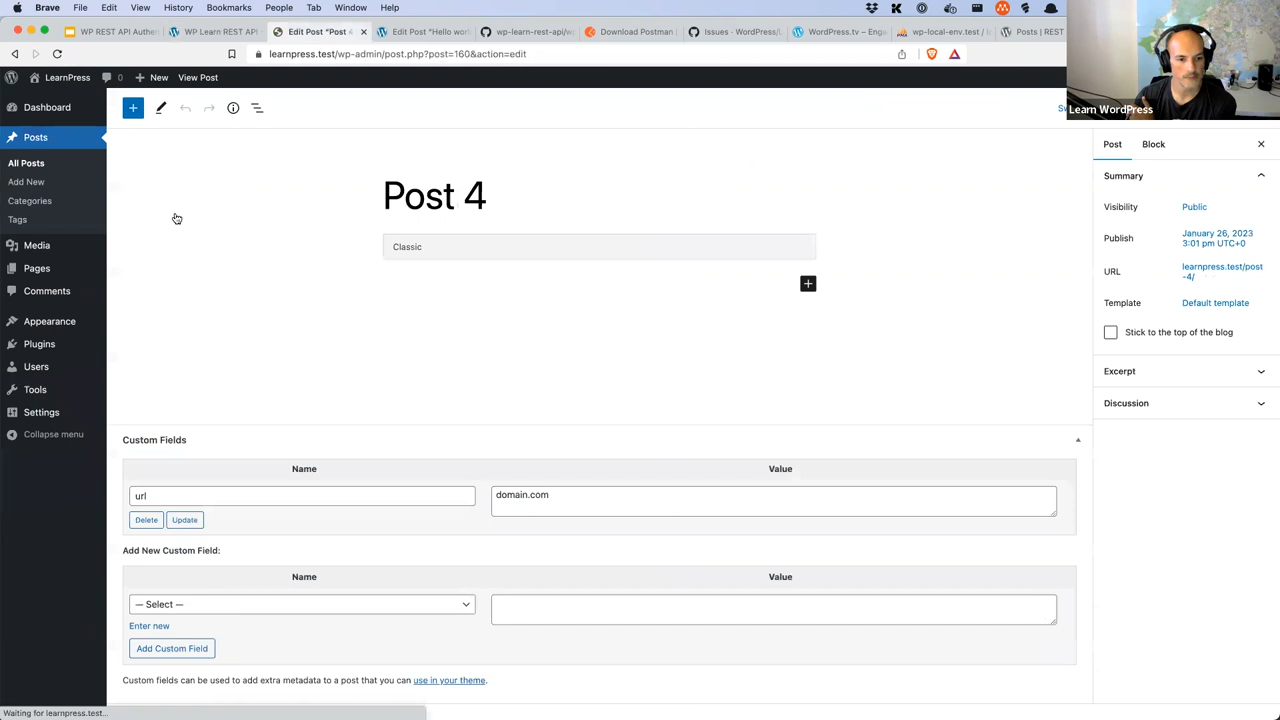 Brave File Edit View History Bookmarks People Tab Window Help
WP REST API Authe
WP Learn REST API
Edit Post "Post 4
Edit Post "Hello worl
wp-learn-rest-api/wp
Download Postman
Issues - WordPress/L
WordPress.tv – Eng
wp-local-env.test / l
Posts | REST
learnpress.test/wp-admin/post.php?post=160&action=edit
LearnPress 0 New View Post
Learn WordPress
Dashboard
Posts
All Posts
Add New
Categories
Tags
Media
Pages
Comments
Appearance
Plugins
Users
Tools
Settings
Collapse menu
Post 4
Classic
Custom Fields
Name Value
url domain.com
Delete Update
Add New Custom Field:
Name Value
— Select —
Enter new
Add Custom Field
Custom fields can be used to add extra metadata to a post that you can use in your theme.
Post Block
Summary
Visibility Public
Publish January 26, 2023
3:01 pm UTC+0
URL learnpress.test/post
-4/
Template Default template
Stick to the top of the blog
Excerpt
Discussion
Waiting for learnpress.test...